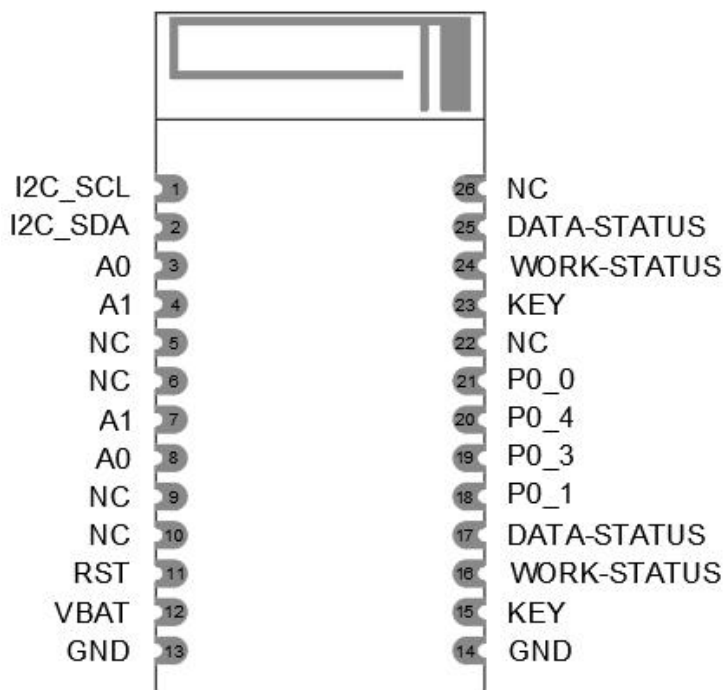 I2C_SCL 1 26 NC
I2C_SDA 2 25 DATA-STATUS
A0 3 24 WORK-STATUS
A1 4 23 KEY
NC 5 22 NC
NC 6 21 P0_0
A1 7 20 P0_4
A0 8 19 P0_3
NC 9 18 P0_1
NC 10 17 DATA-STATUS
RST 11 16 WORK-STATUS
VBAT 12 15 KEY
GND 13 14 GND